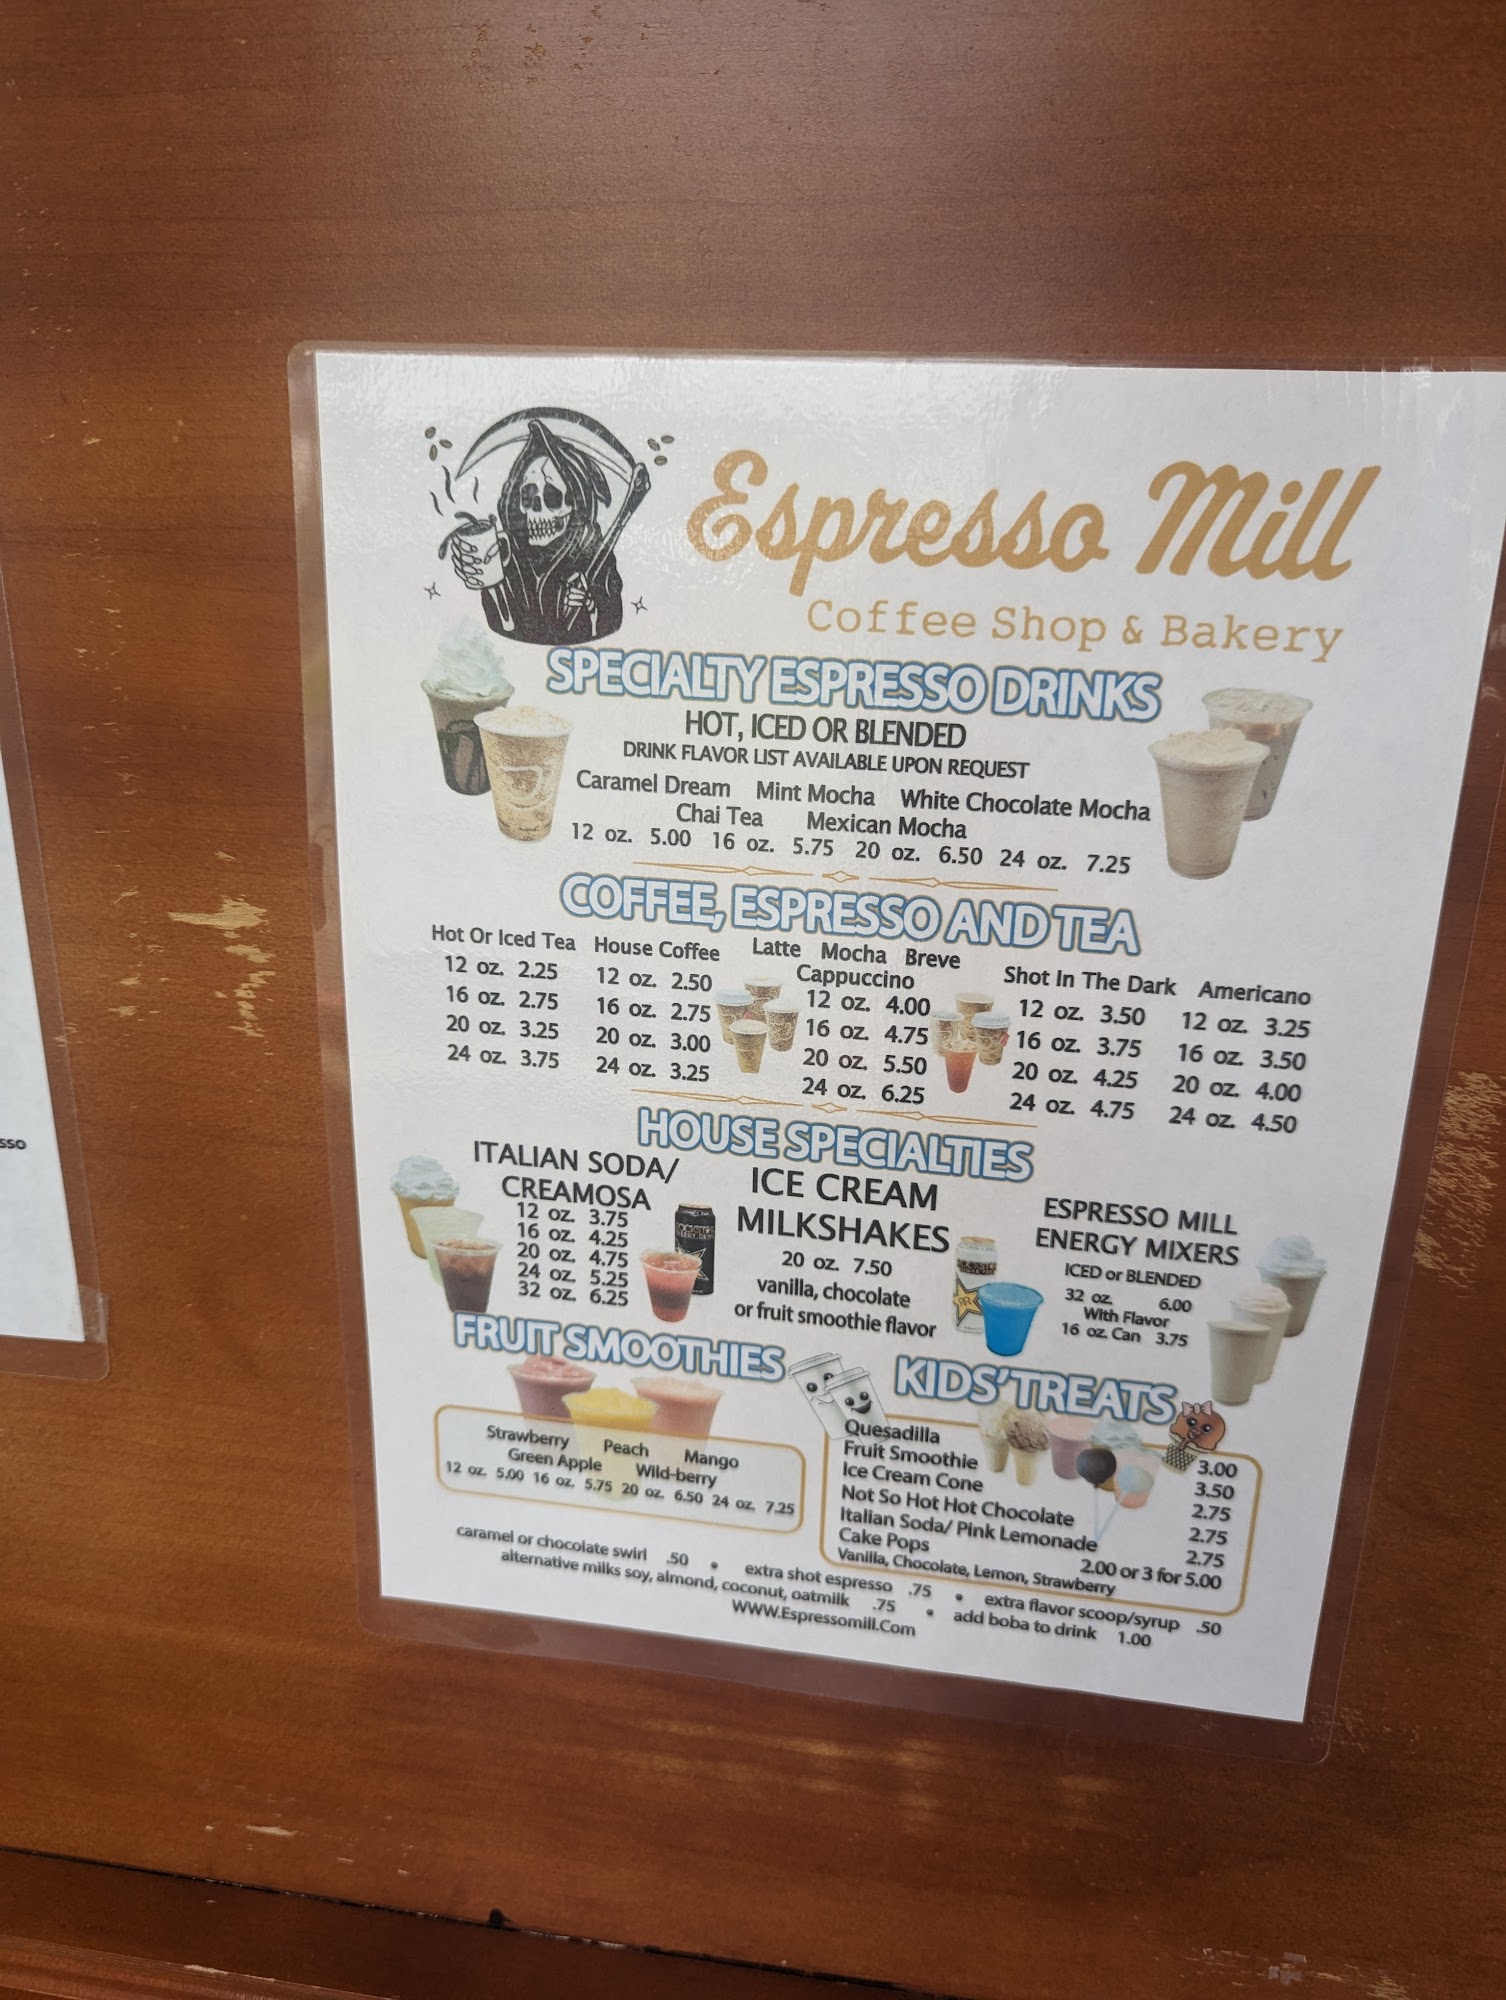 sso
Espresso Mill
Coffee Shop & Bakery
SPECIALTY ESPRESSO DRINKS
HOT, ICED OR BLENDED
DRINK FLAVOR LIST AVAILABLE UPON REQUEST
Caramel Dream Mint Mocha White Chocolate Mocha
Chai Tea Mexican Mocha
12 oz. 5.00 16 oz. 5.75 20 oz. 6.50 24 oz. 7.25
COFFEE, ESPRESSO AND TEA
Hot Or Iced Tea
12 oz. 2.25
16 oz. 2.75
20 oz. 3.25
24 oz. 3.75
House Coffee
12 oz. 2.50
16 oz. 2.75
20 oz. 3.00
24 oz. 3.25
Latte Mocha Breve
Cappuccino
12 oz. 4.00
16 oz. 4.75
20 oz. 5.50
24 oz. 6.25
Shot In The Dark
12 oz. 3.50
16 oz. 3.75
20 oz. 4.25
24 oz. 4.75
Americano
12 oz. 3.25
16 oz. 3.50
20 oz. 4.00
24 oz. 4.50
HOUSE SPECIALTIES
ITALIAN SODA/
CREAMOSA
12 oz. 3.75
16 oz. 4.25
20 oz. 4.75
24 oz. 5.25
32 oz. 6.25
ROCKSTAR
ICE CREAM
MILKSHAKES
20 oz. 7.50
vanilla, chocolate
or fruit smoothie flavor
ESPRESSO MILL
ENERGY MIXERS
ICED or BLENDED
32 oz. 6.00
With Flavor
16 oz. Can 3.75
FRUIT SMOOTHIES
Strawberry Peach Mango
Green Apple Wild-berry
12 oz. 5.00 16 oz. 5.75 20 oz. 6.50 24 oz. 7.25
KIDS' TREATS
Quesadilla 3.00
Fruit Smoothie 3.50
Ice Cream Cone 2.75
Not So Hot Hot Chocolate 2.75
Italian Soda/ Pink Lemonade 2.75
Cake Pops 2.00 or 3 for 5.00
Vanilla, Chocolate, Lemon, Strawberry
caramel or chocolate swirl .50 • extra shot espresso .75 • extra flavor scoop/syrup .50
alternative milks soy, almond, coconut, oatmilk .75 • add boba to drink 1.00
WWW.Espressomill.Com